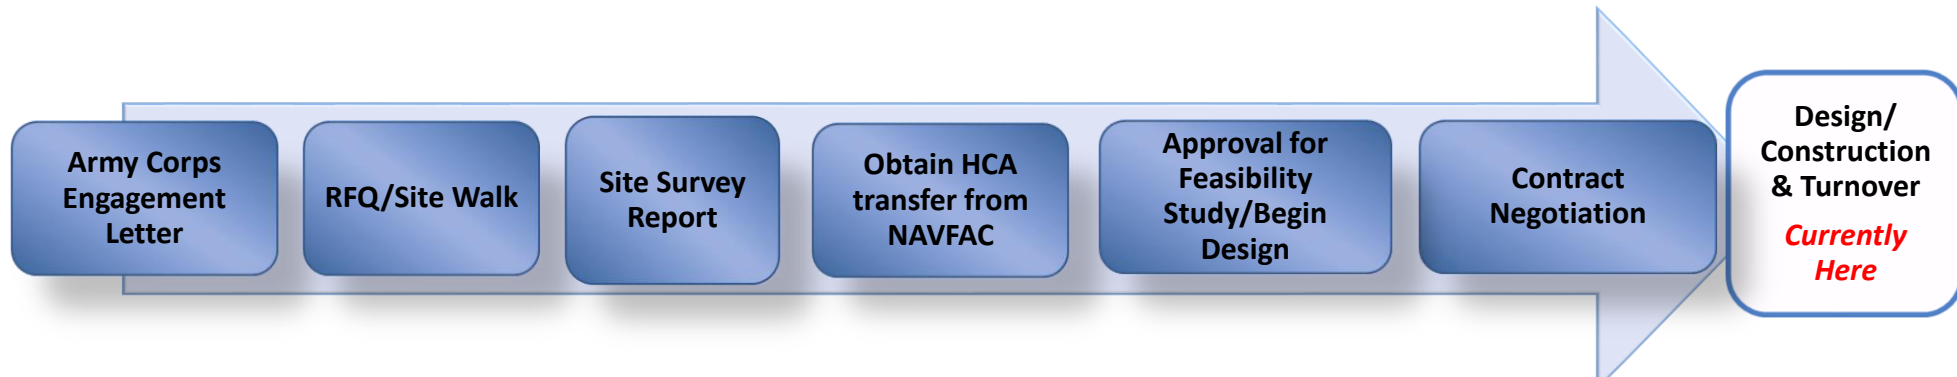 Army Corps
Engagement
Letter
RFQ/Site Walk
Site Survey
Report
Obtain HCA
transfer from
NAVFAC
Approval for
Feasibility
Study/Begin
Design
Contract
Negotiation
Design/
Construction
& Turnover
Currently
Here